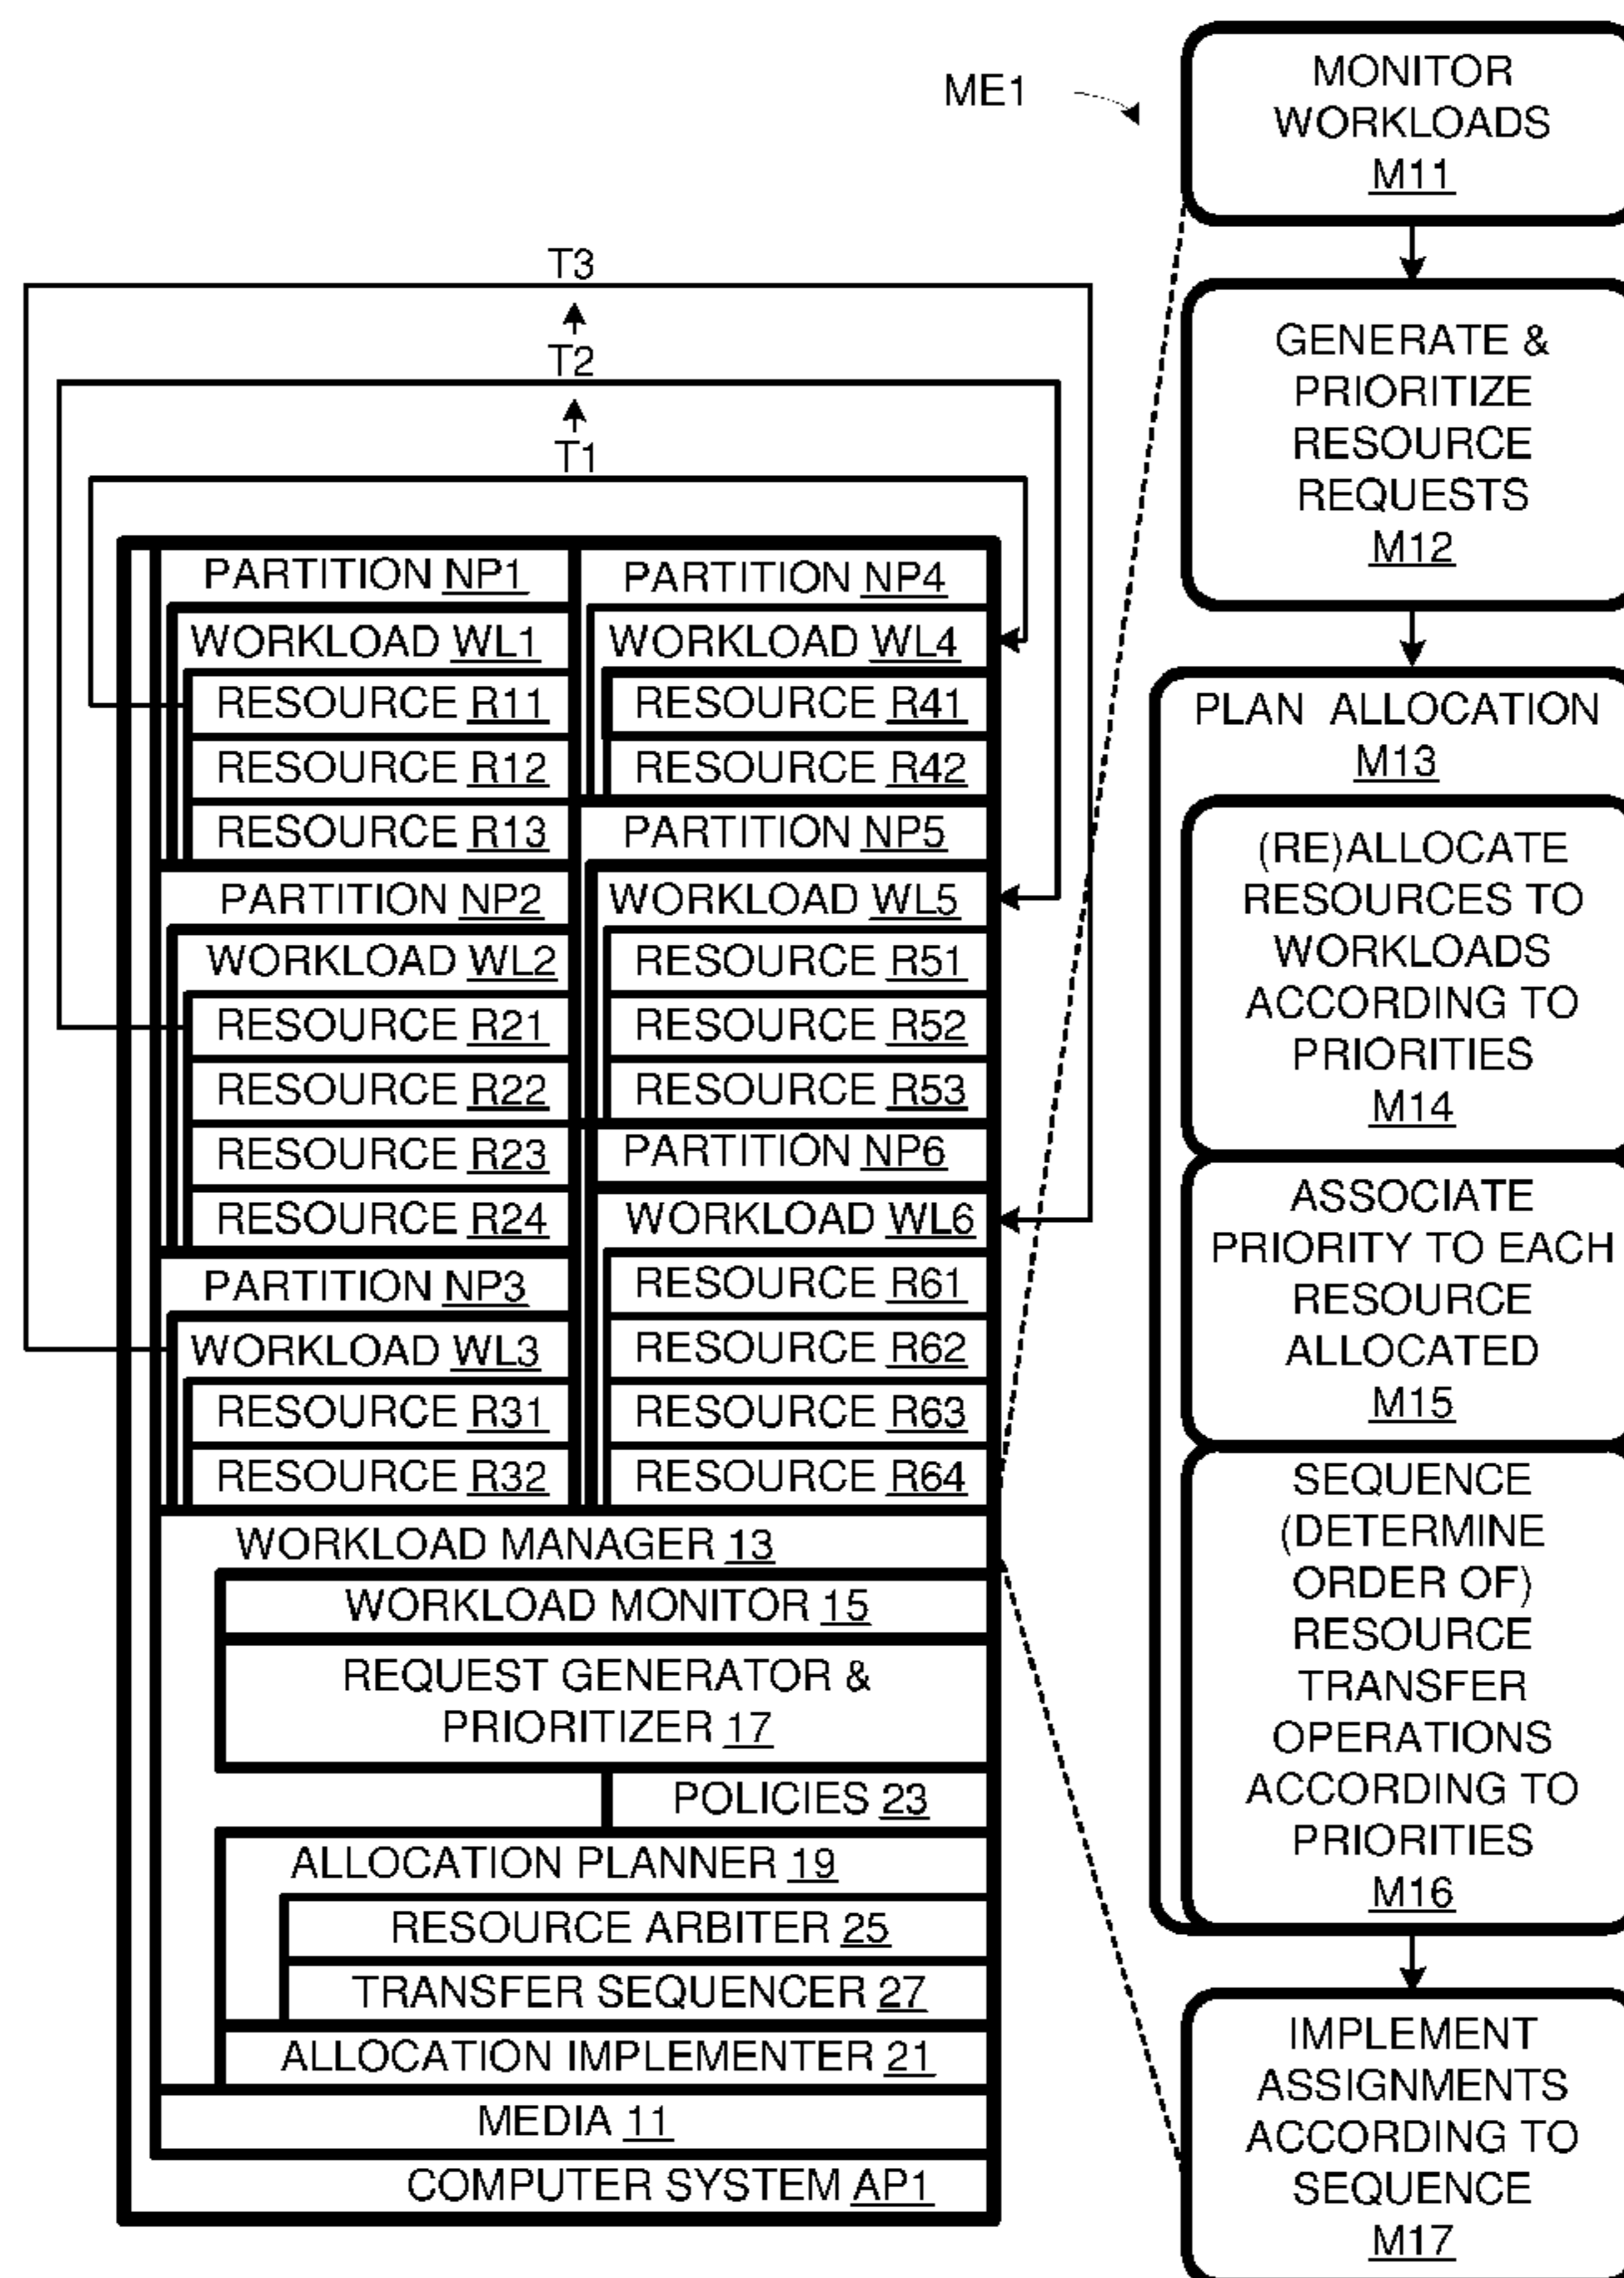 ME1
T3
T2
T1
PARTITION NP1
WORKLOAD WL1
RESOURCE R11
RESOURCE R12
RESOURCE R13
PARTITION NP2
WORKLOAD WL2
RESOURCE R21
RESOURCE R22
RESOURCE R23
RESOURCE R24
PARTITION NP3
WORKLOAD WL3
RESOURCE R31
RESOURCE R32
PARTITION NP4
WORKLOAD WL4
RESOURCE R41
RESOURCE R42
PARTITION NP5
WORKLOAD WL5
RESOURCE R51
RESOURCE R52
RESOURCE R53
PARTITION NP6
WORKLOAD WL6
RESOURCE R61
RESOURCE R62
RESOURCE R63
RESOURCE R64
WORKLOAD MANAGER 13
WORKLOAD MONITOR 15
REQUEST GENERATOR &
PRIORITIZER 17
POLICIES 23
ALLOCATION PLANNER 19
RESOURCE ARBITER 25
TRANSFER SEQUENCER 27
ALLOCATION IMPLEMENTER 21
MEDIA 11
COMPUTER SYSTEM AP1
MONITOR
WORKLOADS
M11
GENERATE &
PRIORITIZE
RESOURCE
REQUESTS
M12
PLAN ALLOCATION
M13
(RE)ALLOCATE
RESOURCES TO
WORKLOADS
ACCORDING TO
PRIORITIES
M14
ASSOCIATE
PRIORITY TO EACH
RESOURCE
ALLOCATED
M15
SEQUENCE
(DETERMINE
ORDER OF)
RESOURCE
TRANSFER
OPERATIONS
ACCORDING TO
PRIORITIES
M16
IMPLEMENT
ASSIGNMENTS
ACCORDING TO
SEQUENCE
M17